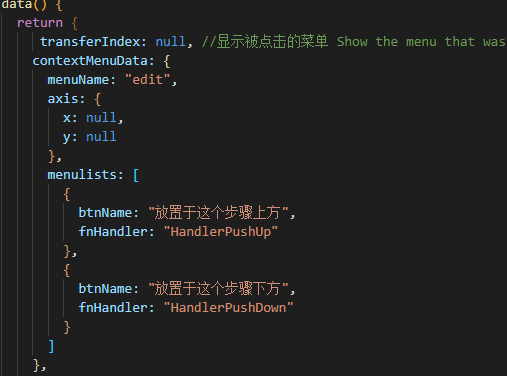 data() {
return {
transferIndex: null, //显示被点击的菜单 Show the menu that was
contextMenuData: {
menuName: "edit",
axis: {
x: null,
y: null
},
menulists: [
{
btnName: "放置于这个步骤上方",
fnHandler: "HandlerPushUp"
},
{
btnName: "放置于这个步骤下方",
fnHandler: "HandlerPushDown"
}
]
},